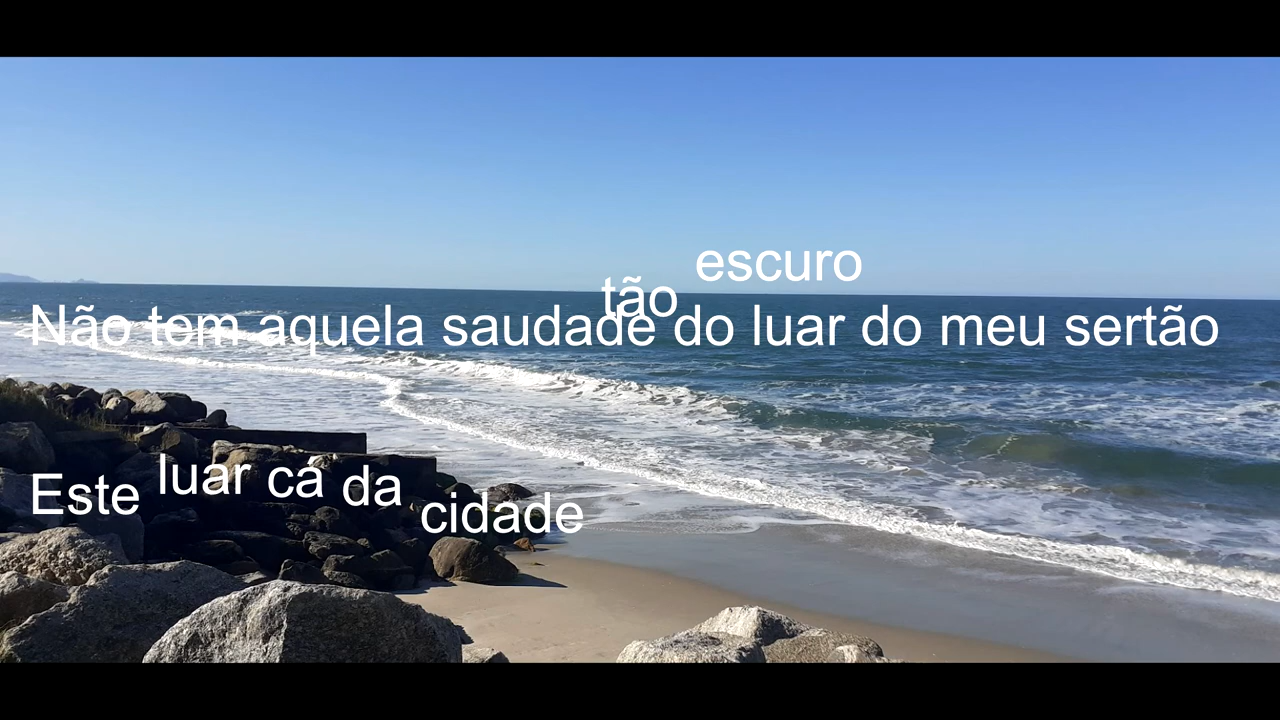 tão escuro
Não tem aquela saudade do luar do meu sertão
Este luar cá da cidade